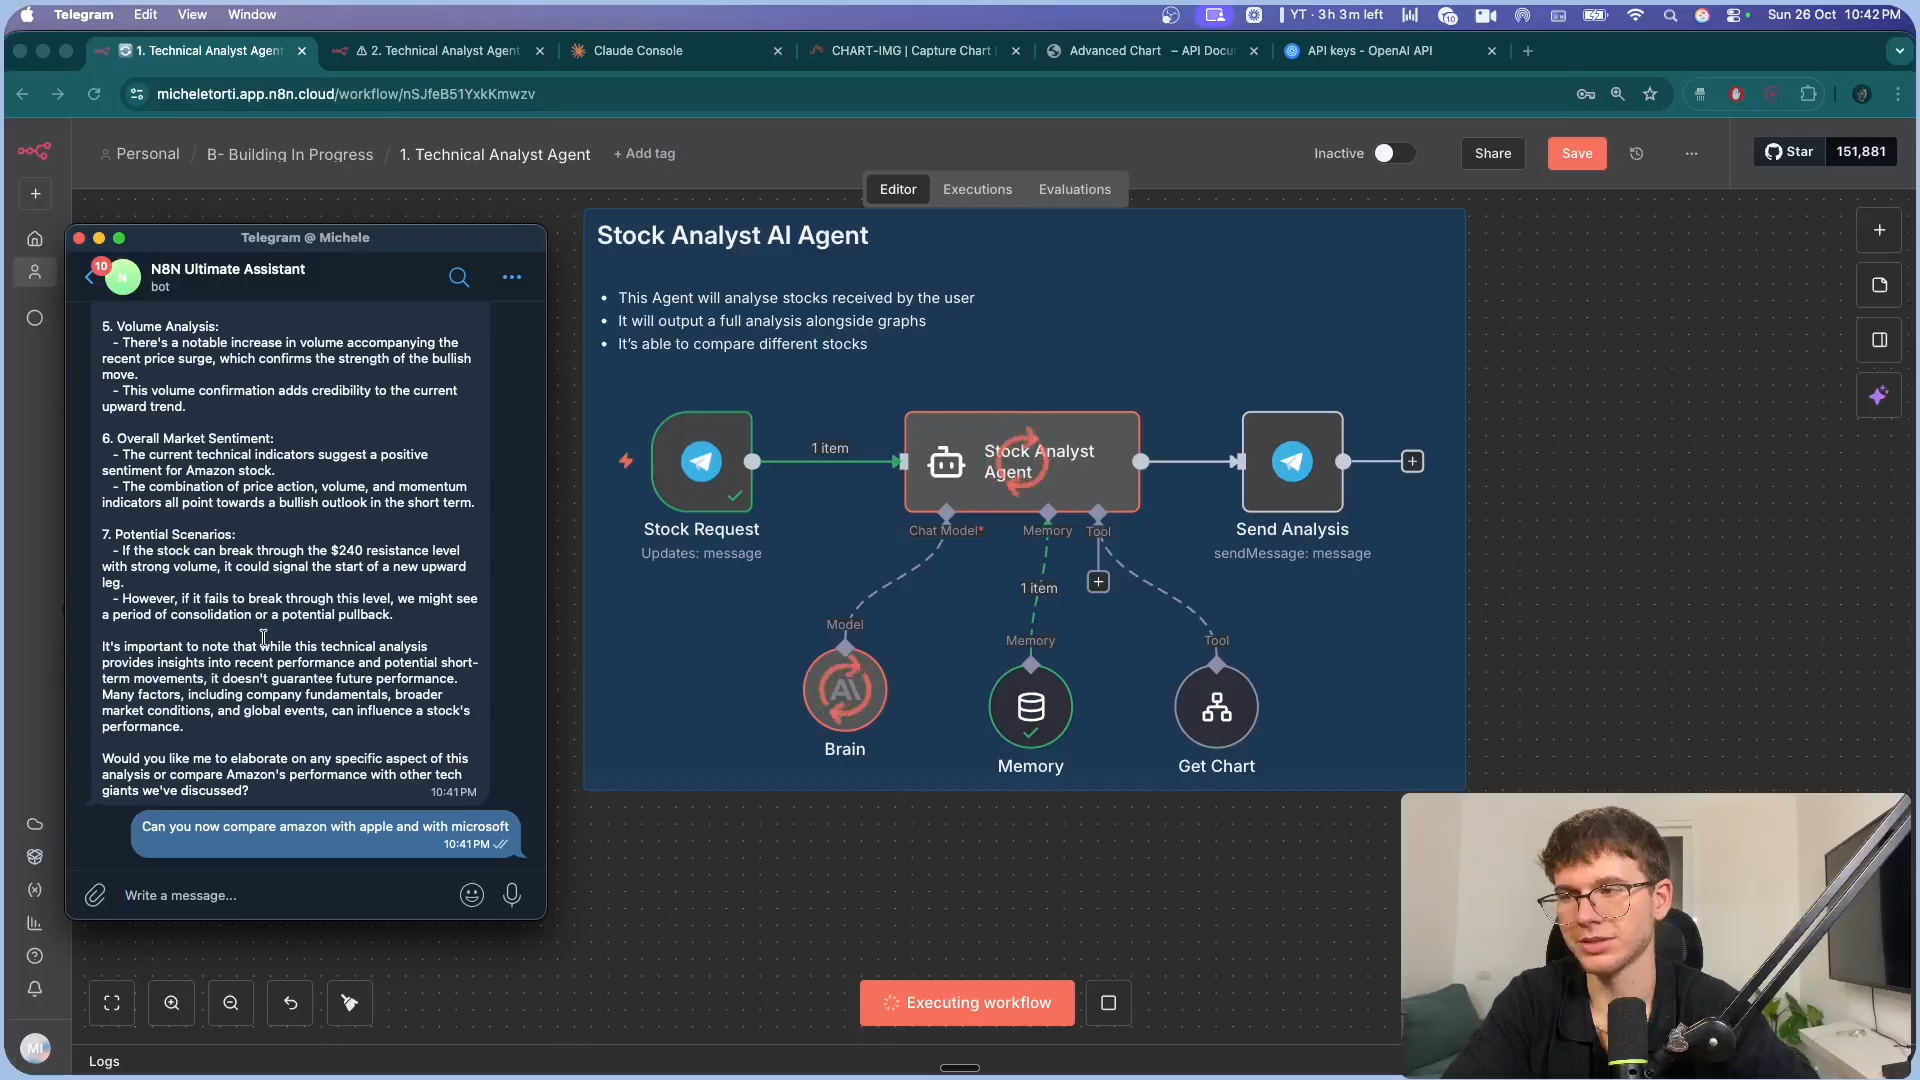 Telegram
Edit
View
Window
10
YT · 3h 3m left
Sun 26 Oct 10:42 PM
1. Technical Analyst Agent
2. Technical Analyst Agent
Claude Console
CHART-IMG | Capture Chart
Advanced Chart – API Docu
API keys - OpenAI API
micheletorti.app.n8n.cloud/workflow/nSJfeB51YxkKmwzv
Personal / B- Building In Progress / 1. Technical Analyst Agent + Add tag
Inactive
Share
Save
...
Star 151,881
Editor
Executions
Evaluations
Telegram @ Michele
10
N
N8N Ultimate Assistant
bot
5. Volume Analysis:
- There's a notable increase in volume accompanying the
recent price surge, which confirms the strength of the bullish
move.
- This volume confirmation adds credibility to the current
upward trend.
6. Overall Market Sentiment:
- The current technical indicators suggest a positive
sentiment for Amazon stock.
- The combination of price action, volume, and momentum
indicators all point towards a bullish outlook in the short term.
7. Potential Scenarios:
- If the stock can break through the $240 resistance level
with strong volume, it could signal the start of a new upward
leg.
- However, if it fails to break through this level, we might see
a period of consolidation or a potential pullback.
It's important to note that while this technical analysis
provides insights into recent performance and potential short-
term movements, it doesn't guarantee future performance.
Many factors, including company fundamentals, broader
market conditions, and global events, can influence a stock's
performance.
Would you like me to elaborate on any specific aspect of this
analysis or compare Amazon's performance with other tech
giants we've discussed?
10:41 PM
Can you now compare amazon with apple and with microsoft
10:41 PM
Write a message...
Stock Analyst AI Agent
• This Agent will analyse stocks received by the user
• It will output a full analysis alongside graphs
• It's able to compare different stocks
1 item
Stock Analyst
Agent
Stock Request
Updates: message
Chat Model*
Memory
Tool
Send Analysis
sendMessage: message
1 item
Model
Memory
Tool
AI
Brain
Memory
Get Chart
Executing workflow
MI
Logs